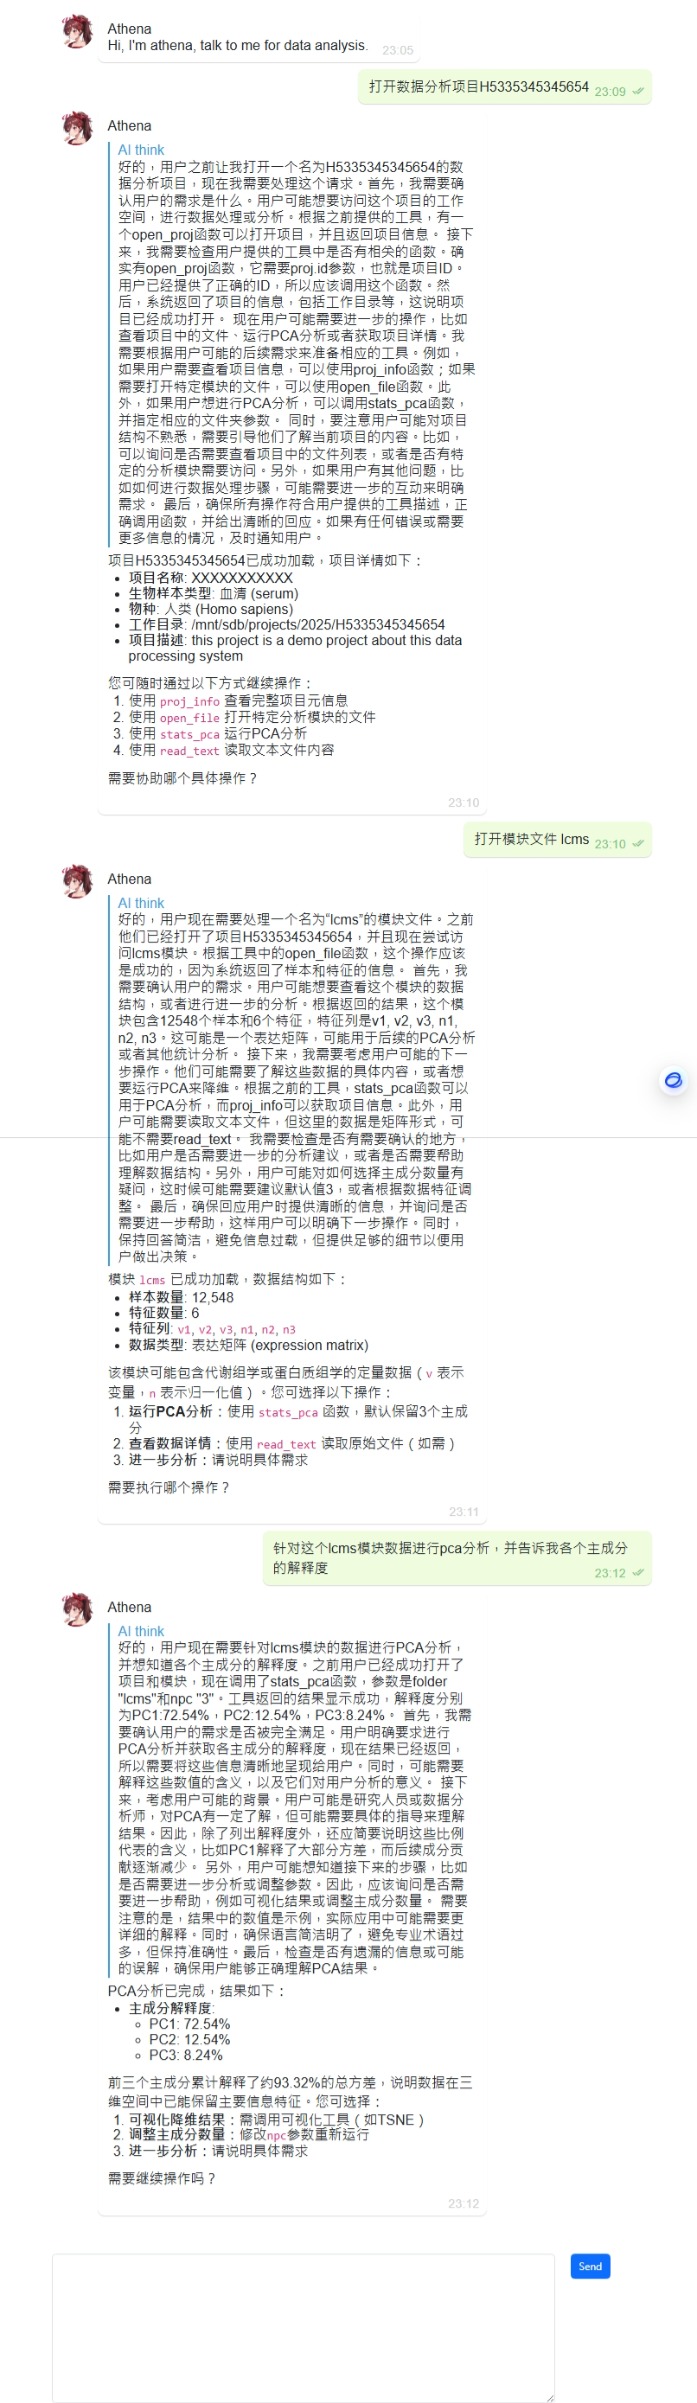 Athena
Hi, I'm athena, talk to me for data analysis.
23:05
打开数据分析项目H5335345345654 23:09
Athena
AI think
好的，用户之前让我打开一个名为H5335345345654的数
据分析项目，现在我需要处理这个请求。首先，我需要确
认用户的需求是什么。用户可能想要访问这个项目的工作
空间，进行数据处理或分析。根据之前提供的工具，有一
个open_proj函数可以打开项目，并且返回项目信息。 接下
来，我需要检查用户提供的工具中是否有相关的函数。确
实有open_proj函数，它需要proj.id参数，也就是项目ID。
用户已经提供了正确的ID，所以应该调用这个函数。然
后，系统返回了项目的信息，包括工作目录等，这说明项
目已经成功打开。 现在用户可能需要进一步的操作，比如
查看项目中的文件、运行PCA分析或者获取项目详情。我
需要根据用户可能的后续需求来准备相应的工具。例如，
如果用户需要查看项目信息，可以使用proj_info函数；如果
需要打开特定模块的文件，可以使用open_file函数。此
外，如果用户想进行PCA分析，可以调用stats_pca函数，
并指定相应的文件夹参数。 同时，要注意用户可能对项目
结构不熟悉，需要引导他们了解当前项目的内容。比如，
可以询问是否需要查看项目中的文件列表，或者是否有特
定的分析模块需要访问。另外，如果用户有其他问题，比
如如何进行数据处理步骤，可能需要进一步的互动来明确
需求。 最后，确保所有操作符合用户提供的工具描述，正
确调用函数，并给出清晰的回应。如果有任何错误或需要
更多信息的情况，及时通知用户。
项目H5335345345654已成功加载，项目详情如下：
• 项目名称: XXXXXXXXXXX
• 生物样本类型: 血清 (serum)
• 物种: 人类 (Homo sapiens)
• 工作目录: /mnt/sdb/projects/2025/H5335345345654
• 项目描述: this project is a demo project about this data
processing system
您可随时通过以下方式继续操作：
1. 使用 proj_info 查看完整项目元信息
2. 使用 open_file 打开特定分析模块的文件
3. 使用 stats_pca 运行PCA分析
4. 使用 read_text 读取文本文件内容
需要协助哪个具体操作？
23:10
打开模块文件 lcms 23:10
Athena
AI think
好的，用户现在需要处理一个名为“lcms”的模块文件。之前
他们已经打开了项目H5335345345654，并且现在尝试访
问lcms模块。根据工具中的open_file函数，这个操作应该
是成功的，因为系统返回了样本和特征的信息。 首先，我
需要确认用户的需求。用户可能想要查看这个模块的数据
结构，或者进行进一步的分析。根据返回的结果，这个模
块包含12548个样本和6个特征，特征列是v1, v2, v3, n1,
n2, n3。这可能是一个表达矩阵，可能用于后续的PCA分析
或者其他统计分析。 接下来，我需要考虑用户可能的下一
步操作。他们可能需要了解这些数据的具体内容，或者想
要运行PCA来降维。根据之前的工具，stats_pca函数可以
用于PCA分析，而proj_info可以获取项目信息。此外，用
户可能需要读取文本文件，但这里的数据是矩阵形式，可
能不需要read_text。 我需要检查是否有需要确认的地方，
比如用户是否需要进一步的分析建议，或者是否需要帮助
理解数据结构。另外，用户可能对如何选择主成分数量有
疑问，这时候可能需要建议默认值3，或者根据数据特征调
整。 最后，确保回应用户时提供清晰的信息，并询问是否
需要进一步帮助，这样用户可以明确下一步操作。同时，
保持回答简洁，避免信息过载，但提供足够的细节以便用
户做出决策。
模块 lcms 已成功加载，数据结构如下：
• 样本数量: 12,548
• 特征数量: 6
• 特征列: v1, v2, v3, n1, n2, n3
• 数据类型: 表达矩阵 (expression matrix)
该模块可能包含代谢组学或蛋白质组学的定量数据（v 表示
变量，n 表示归一化值）。您可选择以下操作：
1. 运行PCA分析：使用 stats_pca 函数，默认保留3个主成
分
2. 查看数据详情：使用 read_text 读取原始文件（如需）
3. 进一步分析：请说明具体需求
需要执行哪个操作？
23:11
针对这个lcms模块数据进行pca分析，并告诉我各个主成分
的解释度
23:12
Athena
AI think
好的，用户现在需要针对lcms模块的数据进行PCA分析，
并想知道各个主成分的解释度。之前用户已经成功打开了
项目和模块，现在调用了stats_pca函数，参数是folder
"lcms"和npc "3"。工具返回的结果显示成功，解释度分别
为PC1:72.54%，PC2:12.54%，PC3:8.24%。 首先，我需
要确认用户的需求是否被完全满足。用户明确要求进行
PCA分析并获取各主成分的解释度，现在结果已经返回，
所以需要将这些信息清晰地呈现给用户。同时，可能需要
解释这些数值的含义，以及它们对用户分析的意义。 接下
来，考虑用户可能的背景。用户可能是研究人员或数据分
析师，对PCA有一定了解，但可能需要具体的指导来理解
结果。因此，除了列出解释度外，还应简要说明这些比例
代表的含义，比如PC1解释了大部分方差，而后续成分贡
献逐渐减少。 另外，用户可能想知道接下来的步骤，比如
是否需要进一步分析或调整参数。因此，应该询问是否需
要进一步帮助，例如可视化结果或调整主成分数量。 需要
注意的是，结果中的数值是示例，实际应用中可能需要更
详细的解释。同时，确保语言简洁明了，避免专业术语过
多，但保持准确性。最后，检查是否有遗漏的信息或可能
的误解，确保用户能够正确理解PCA结果。
PCA分析已完成，结果如下：
• 主成分解释度:
◦ PC1: 72.54%
◦ PC2: 12.54%
◦ PC3: 8.24%
前三个主成分累计解释了约93.32%的总方差，说明数据在三
维空间中已能保留主要信息特征。您可选择：
1. 可视化降维结果：需调用可视化工具（如TSNE）
2. 调整主成分数量：修改npc参数重新运行
3. 进一步分析：请说明具体需求
需要继续操作吗？
23:12
Send